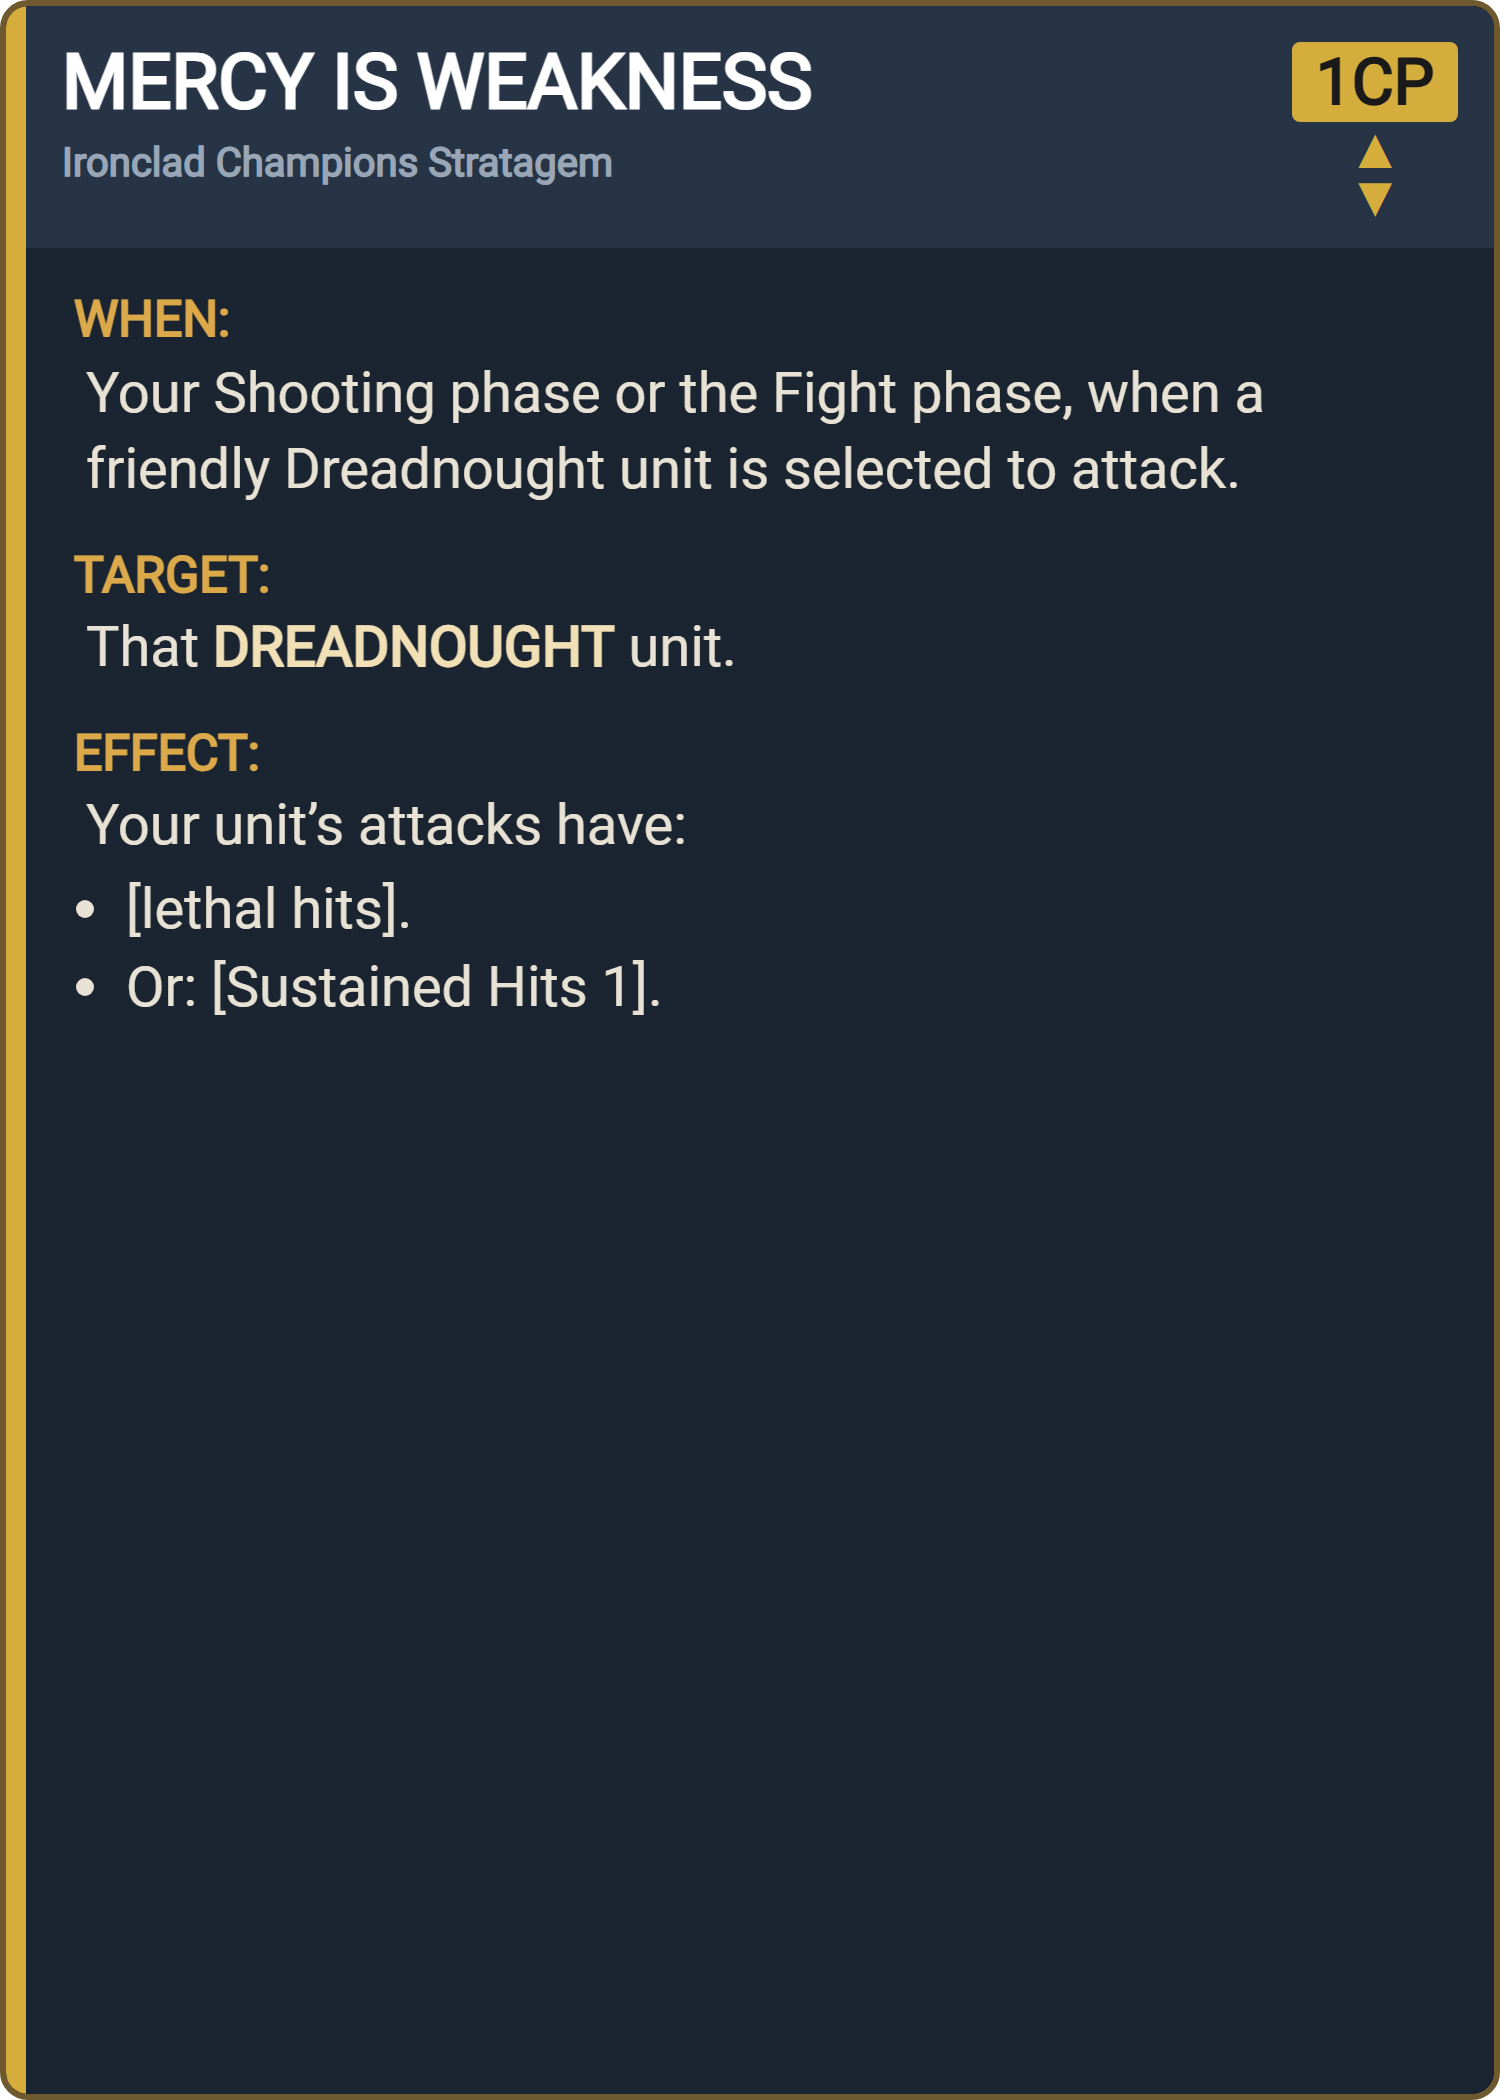 MERCY IS WEAKNESS
Ironclad Champions Stratagem
1CP
▲
▼
WHEN:
Your Shooting phase or the Fight phase, when a
friendly Dreadnought unit is selected to attack.
TARGET:
That DREADNOUGHT unit.
EFFECT:
Your unit’s attacks have:
• [lethal hits].
• Or: [Sustained Hits 1].